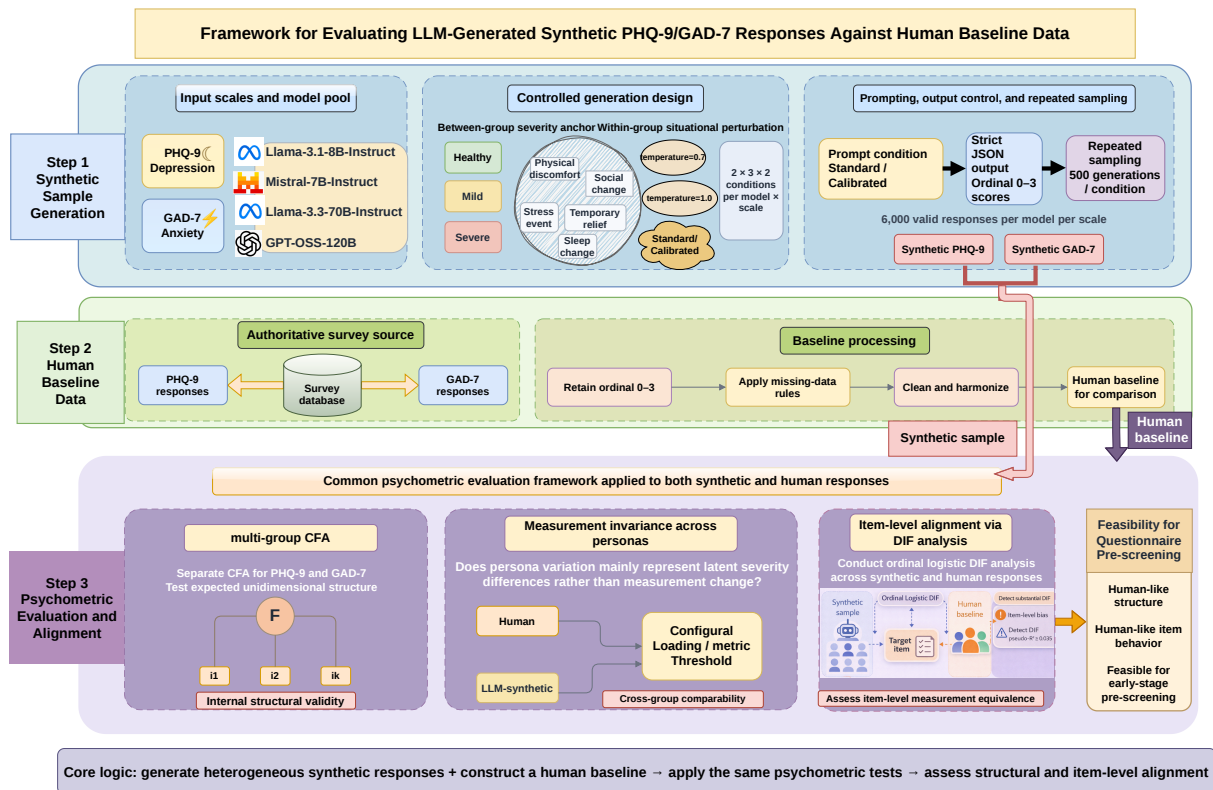 Framework for Evaluating LLM-Generated Synthetic PHQ-9/GAD-7 Responses Against Human Baseline Data
Step 1
Synthetic
Sample
Generation
Input scales and model pool
PHQ-9
Depression
GAD-7
Anxiety
Llama-3.1-8B-Instruct
Mistral-7B-Instruct
Llama-3.3-70B-Instruct
GPT-OSS-120B
Controlled generation design
Between-group severity anchor
Within-group situational perturbation
Healthy
Mild
Severe
Physical
discomfort
Social
change
Stress
event
Temporary
relief
Sleep
change
temperature=0.7
temperature=1.0
Standard/
Calibrated
2 × 3 × 2
conditions
per model ×
scale
Prompting, output control, and repeated sampling
Prompt condition
Standard /
Calibrated
Strict
JSON
output
Ordinal 0–3
scores
Repeated
sampling
500 generations
/ condition
6,000 valid responses per model per scale
Synthetic PHQ-9
Synthetic GAD-7
Step 2
Human
Baseline
Data
Authoritative survey source
PHQ-9
responses
Survey
database
GAD-7
responses
Baseline processing
Retain ordinal 0–3
Apply missing-data
rules
Clean and harmonize
Human baseline
for comparison
Synthetic sample
Human
baseline
Step 3
Psychometric
Evaluation and
Alignment
Common psychometric evaluation framework applied to both synthetic and human responses
multi-group CFA
Separate CFA for PHQ-9 and GAD-7
Test expected unidimensional structure
F
i1
i2
ik
Internal structural validity
Measurement invariance across
personas
Does persona variation mainly represent latent severity
differences rather than measurement change?
Human
LLM-synthetic
Configural
Loading / metric
Threshold
Cross-group comparability
Item-level alignment via
DIF analysis
Conduct ordinal logistic DIF analysis
across synthetic and human responses
Synthetic
sample
Ordinal Logistic DIF
Target
item
Human
baseline
Detect substantial DIF
Item-level bias
Detect DIF
pseudo-R² ≥ 0.035
Assess item-level measurement equivalence
Feasibility for
Questionnaire
Pre-screening
Human-like
structure
Human-like item
behavior
Feasible for
early-stage
pre-screening
Core logic: generate heterogeneous synthetic responses + construct a human baseline → apply the same psychometric tests → assess structural and item-level alignment